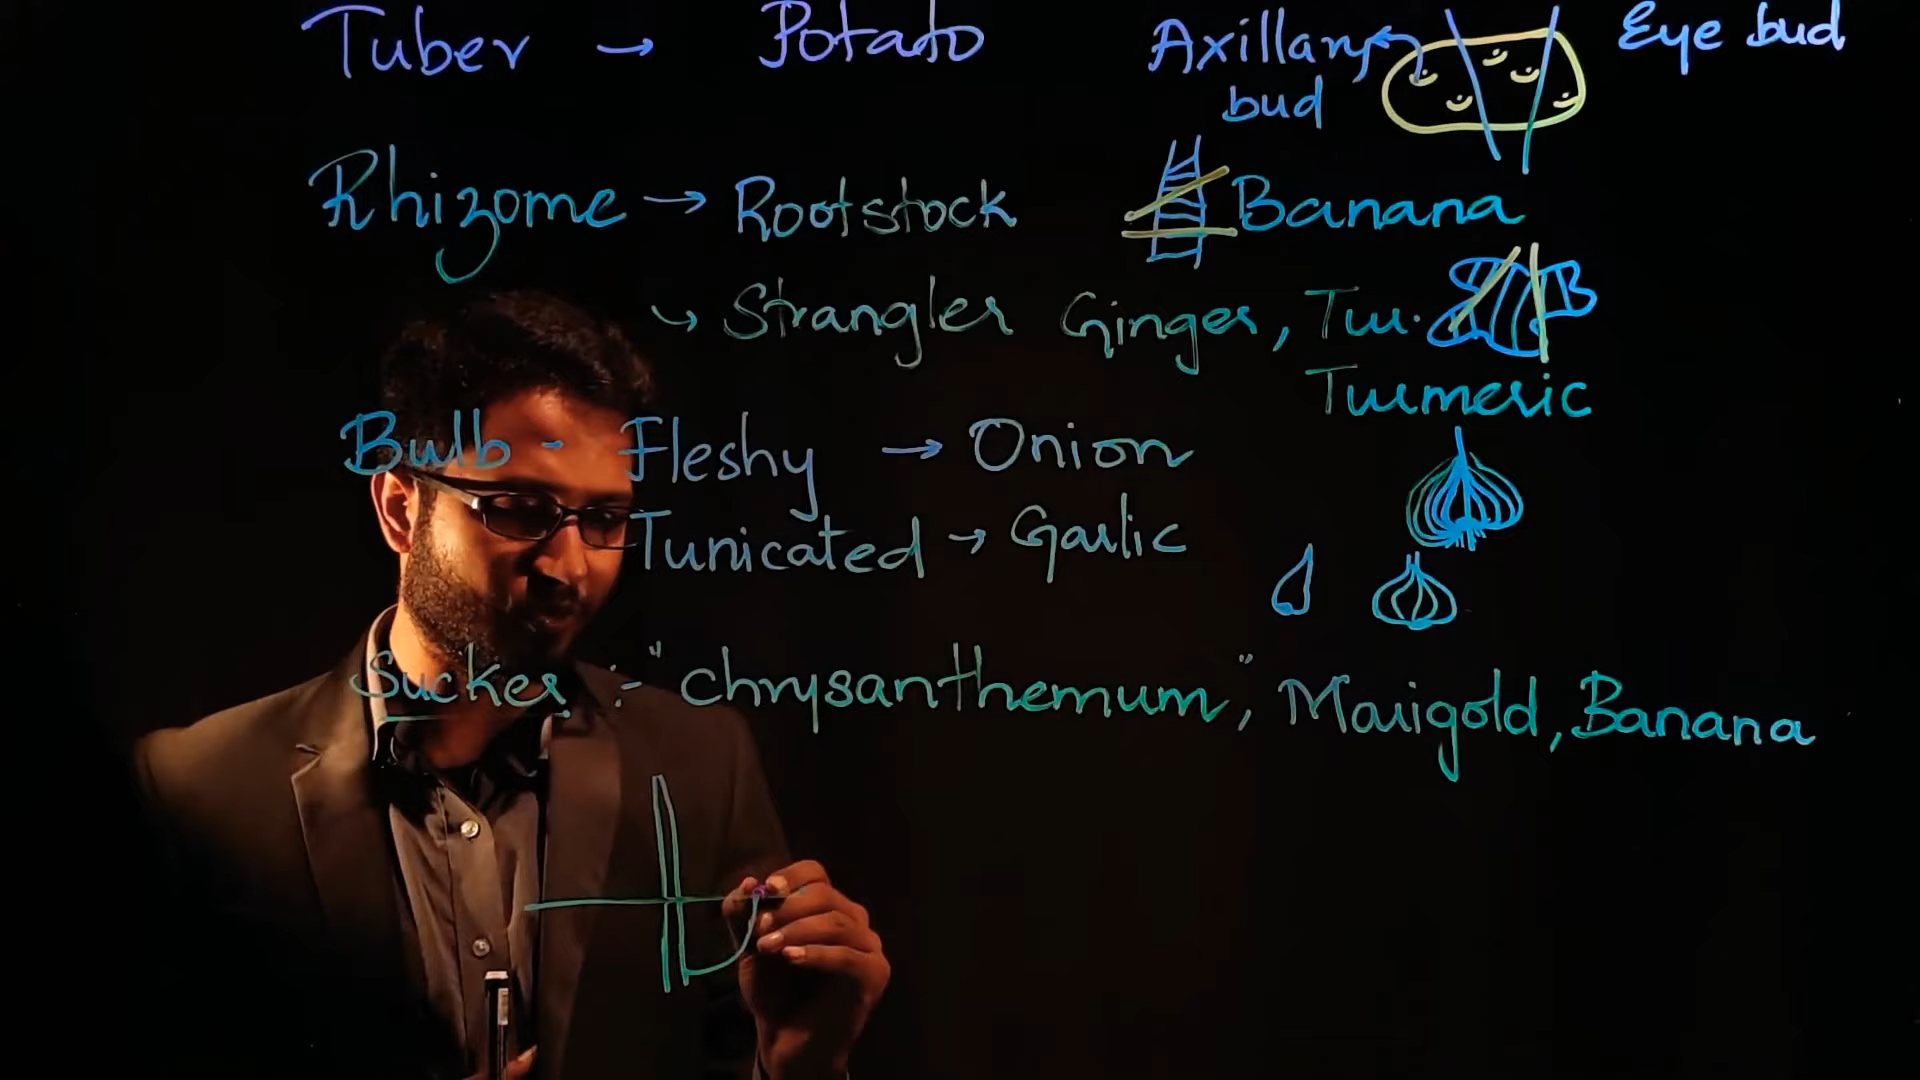 Tuber → Potato Axillary bud Eye bud
Rhizome → Rootstock Banana
↳ Strangler Ginger, Tur.
Turmeric
Bulb - Fleshy → Onion
Tunicated → Garlic
Sucker :- "chrysanthemum", Marigold, Banana